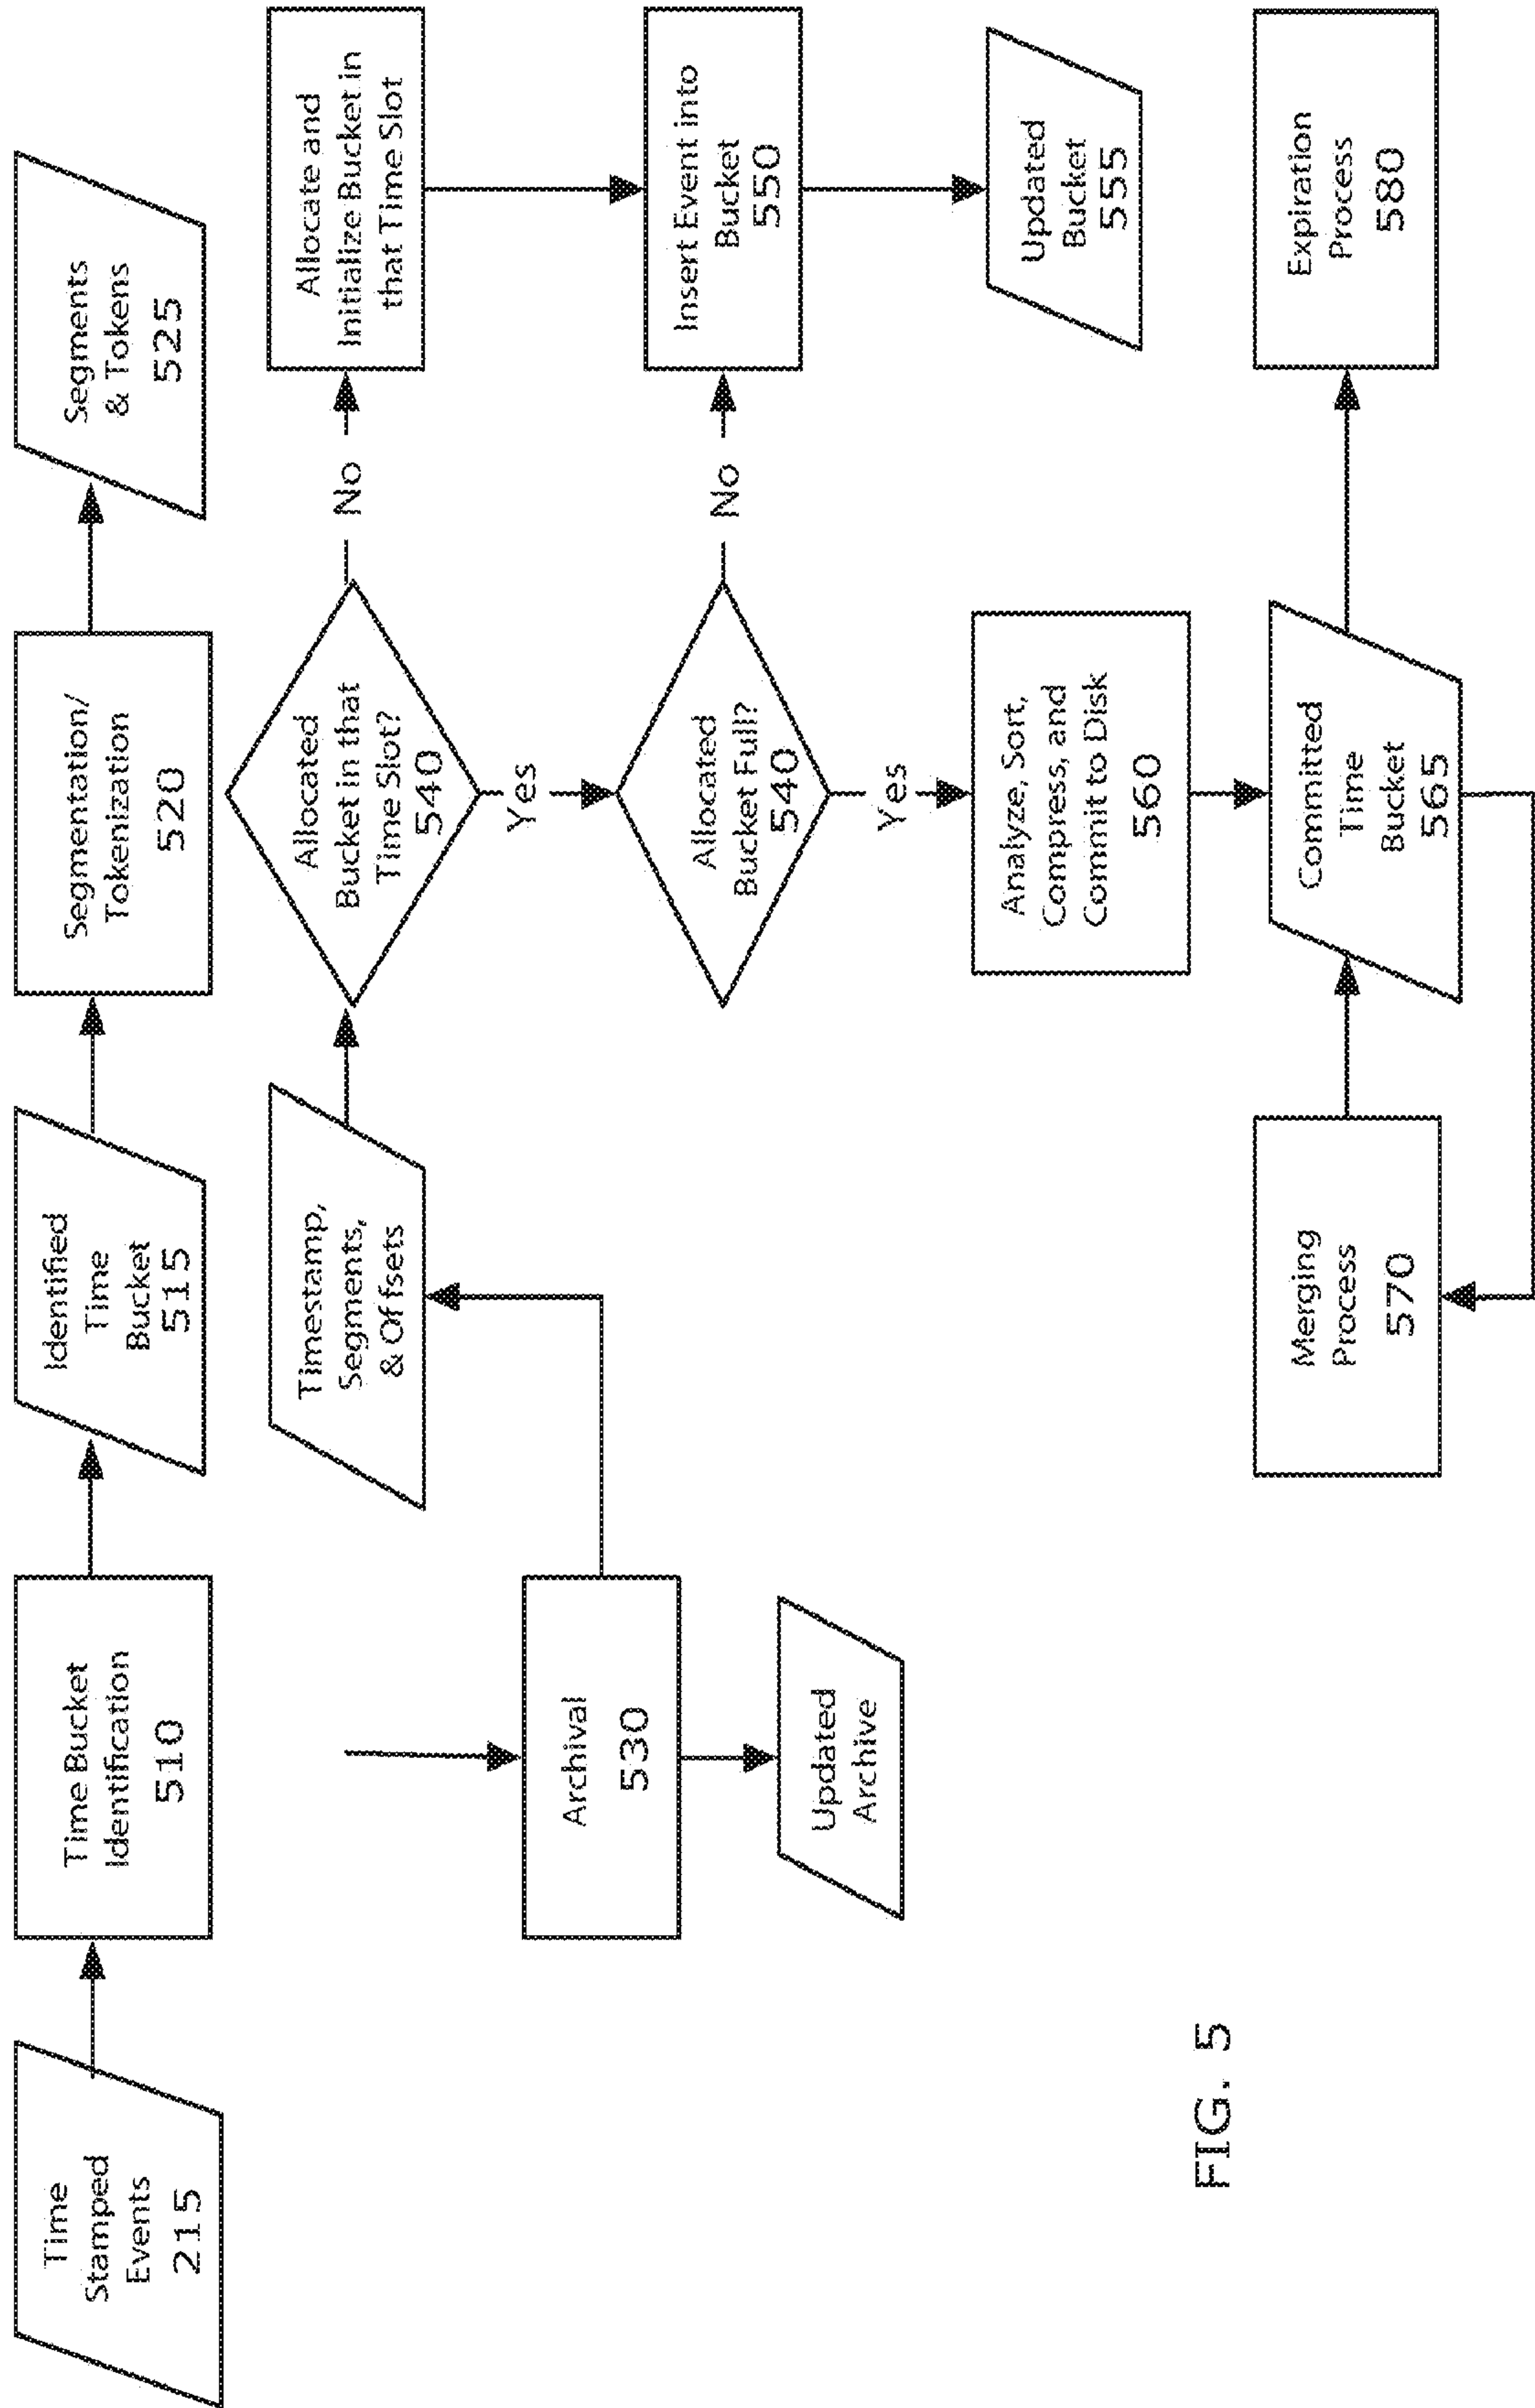 Time
Stamped
Events
215
Time Bucket
Identification
510
Identified
Time
Bucket
515
Segmentation/
Tokenization
520
Segments
& Tokens
525
Timestamp,
Segments,
& Offsets
Allocated
Bucket in that
Time Slot?
540
No
Allocate and
Initialize Bucket in
that Time Slot
Yes
Archival
530
Allocated
Bucket Full?
540
No
Insert Event into
Bucket
550
Yes
Updated
Archive
Analyze, Sort,
Compress, and
Commit to Disk
560
Updated
Bucket
555
Merging
Process
570
Committed
Time
Bucket
565
Expiration
Process
580
FIG. 5